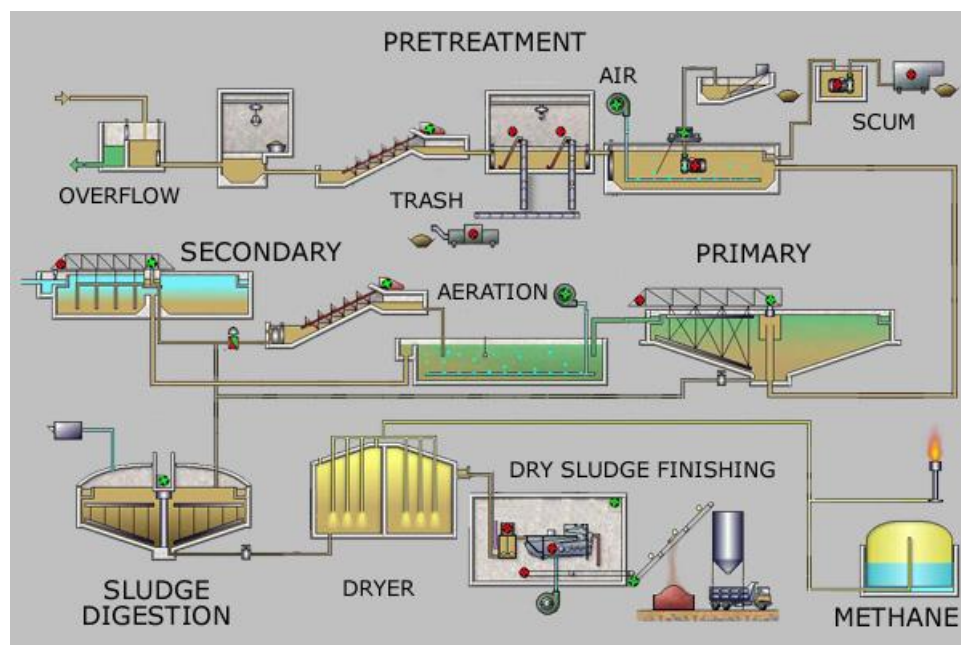 PRETREATMENT
AIR
SCUM
OVERFLOW
TRASH
SECONDARY
PRIMARY
AERATION
DRY SLUDGE FINISHING
SLUDGE
DIGESTION
DRYER
METHANE